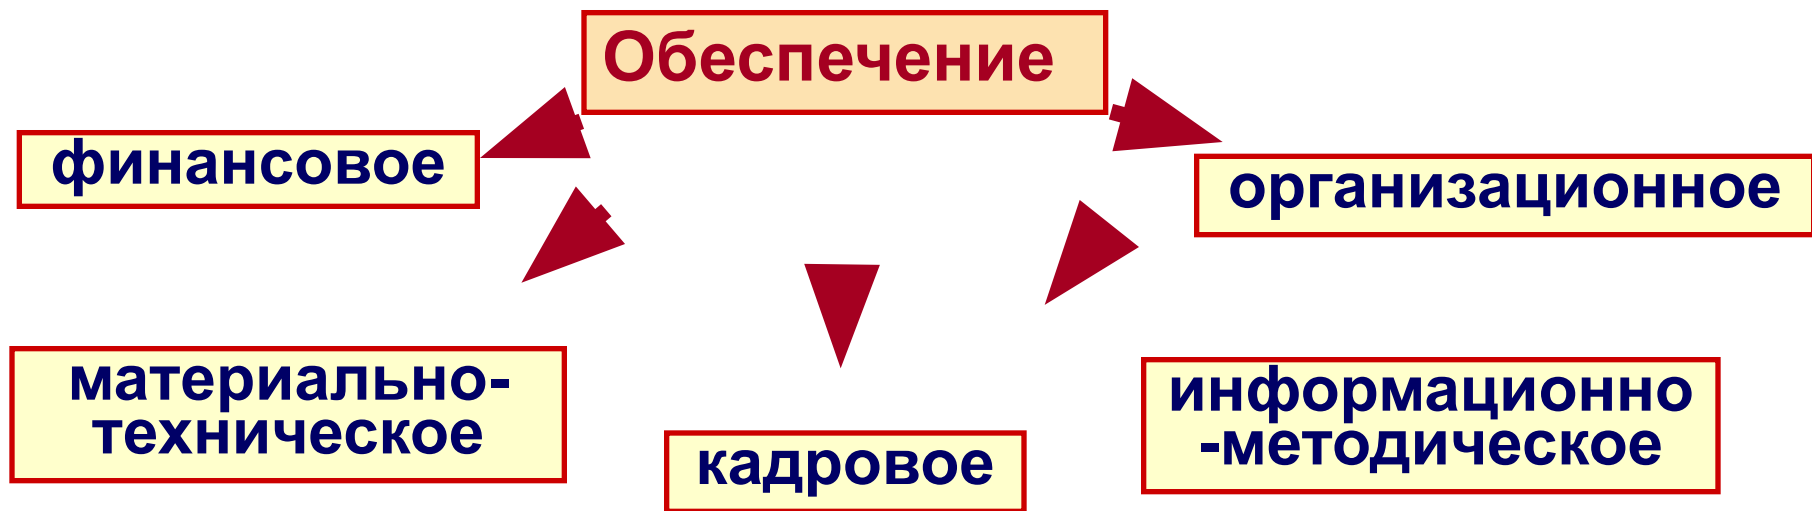 Обеспечение
финансовое
организационное
материально-
техническое
кадровое
информационно
-методическое